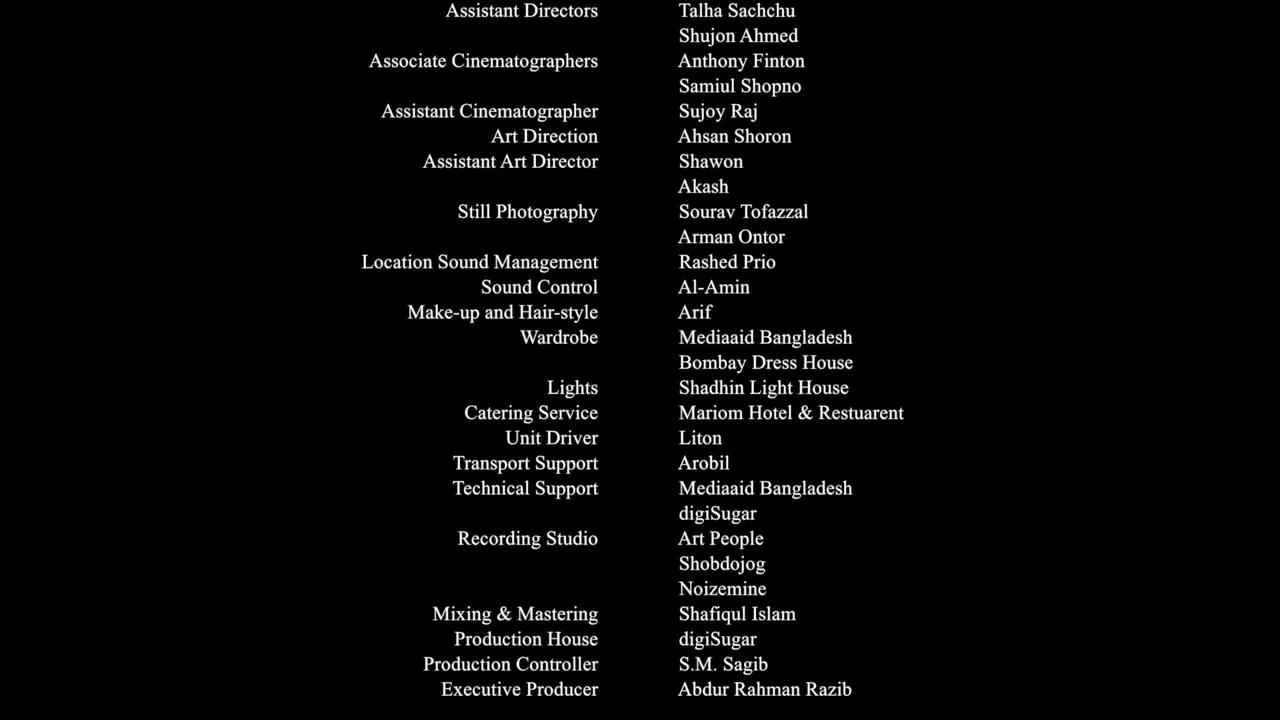 Assistant Directors Talha Sachchu
Shujon Ahmed
Associate Cinematographers Anthony Finton
Samiul Shopno
Assistant Cinematographer Sujoy Raj
Art Direction Ahsan Shoron
Assistant Art Director Shawon
Akash
Still Photography Sourav Tofazzal
Arman Ontor
Location Sound Management Rashed Prio
Sound Control Al-Amin
Make-up and Hair-style Arif
Wardrobe Mediaaid Bangladesh
Bombay Dress House
Lights Shadhin Light House
Catering Service Mariom Hotel & Restuarent
Unit Driver Liton
Transport Support Arobil
Technical Support Mediaaid Bangladesh
digiSugar
Recording Studio Art People
Shobdojog
Noizemine
Mixing & Mastering Shafiqul Islam
Production House digiSugar
Production Controller S.M. Sagib
Executive Producer Abdur Rahman Razib